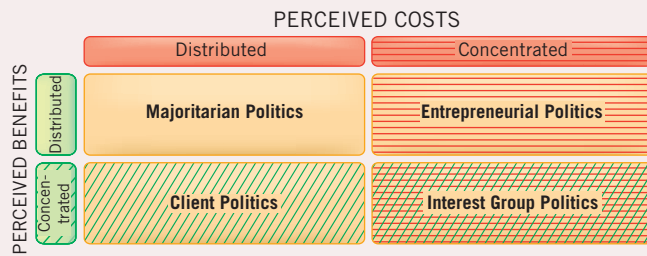 PERCEIVED COSTS
Distributed
Concentrated
PERCEIVED BENEFITS
Distributed
Majoritarian Politics
Entrepreneurial Politics
Concen-
trated
Client Politics
Interest Group Politics